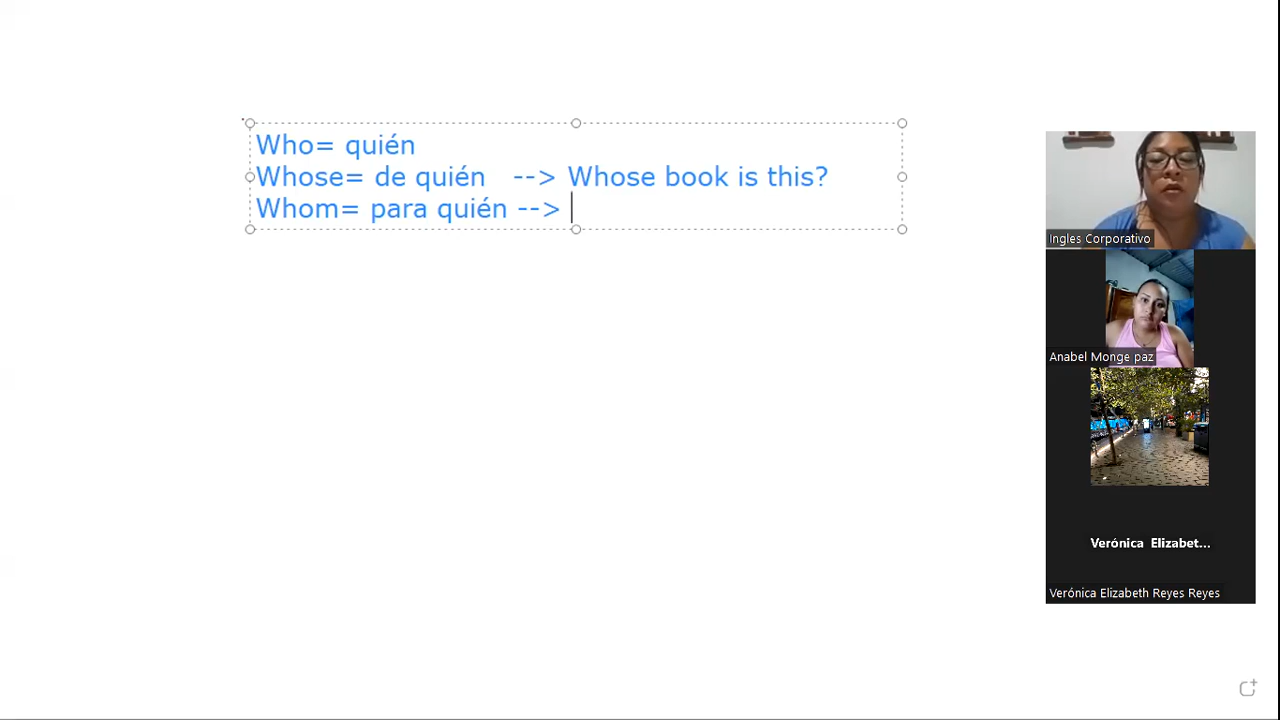 Who= quién
Whose= de quién --> Whose book is this?
Whom= para quién -->
Ingles Corporativo
Anabel Monge paz
Verónica Elizabet...
Verónica Elizabeth Reyes Reyes